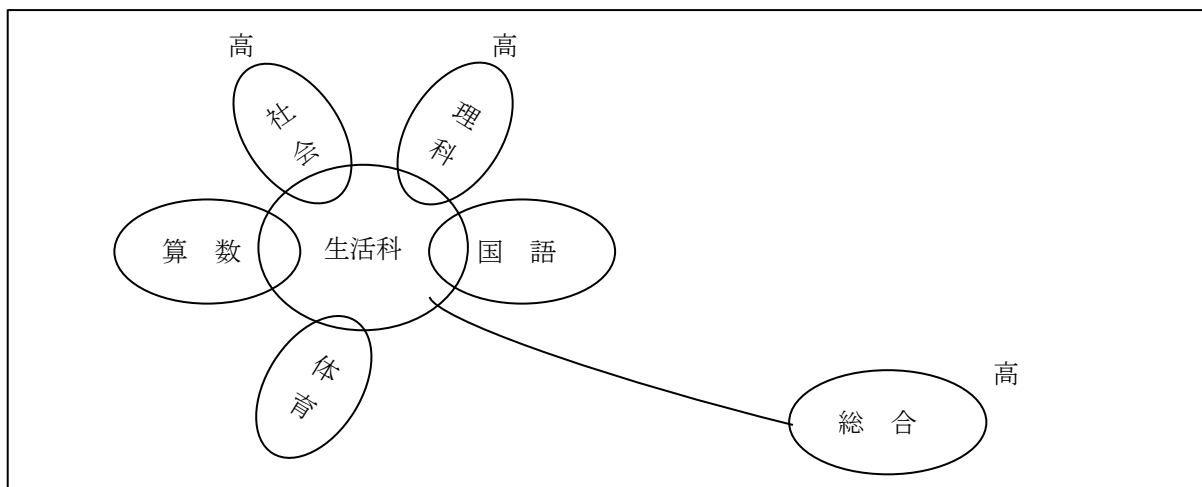 高
高
社会
理科
算 数
生活科
国 語
体育
高
総 合